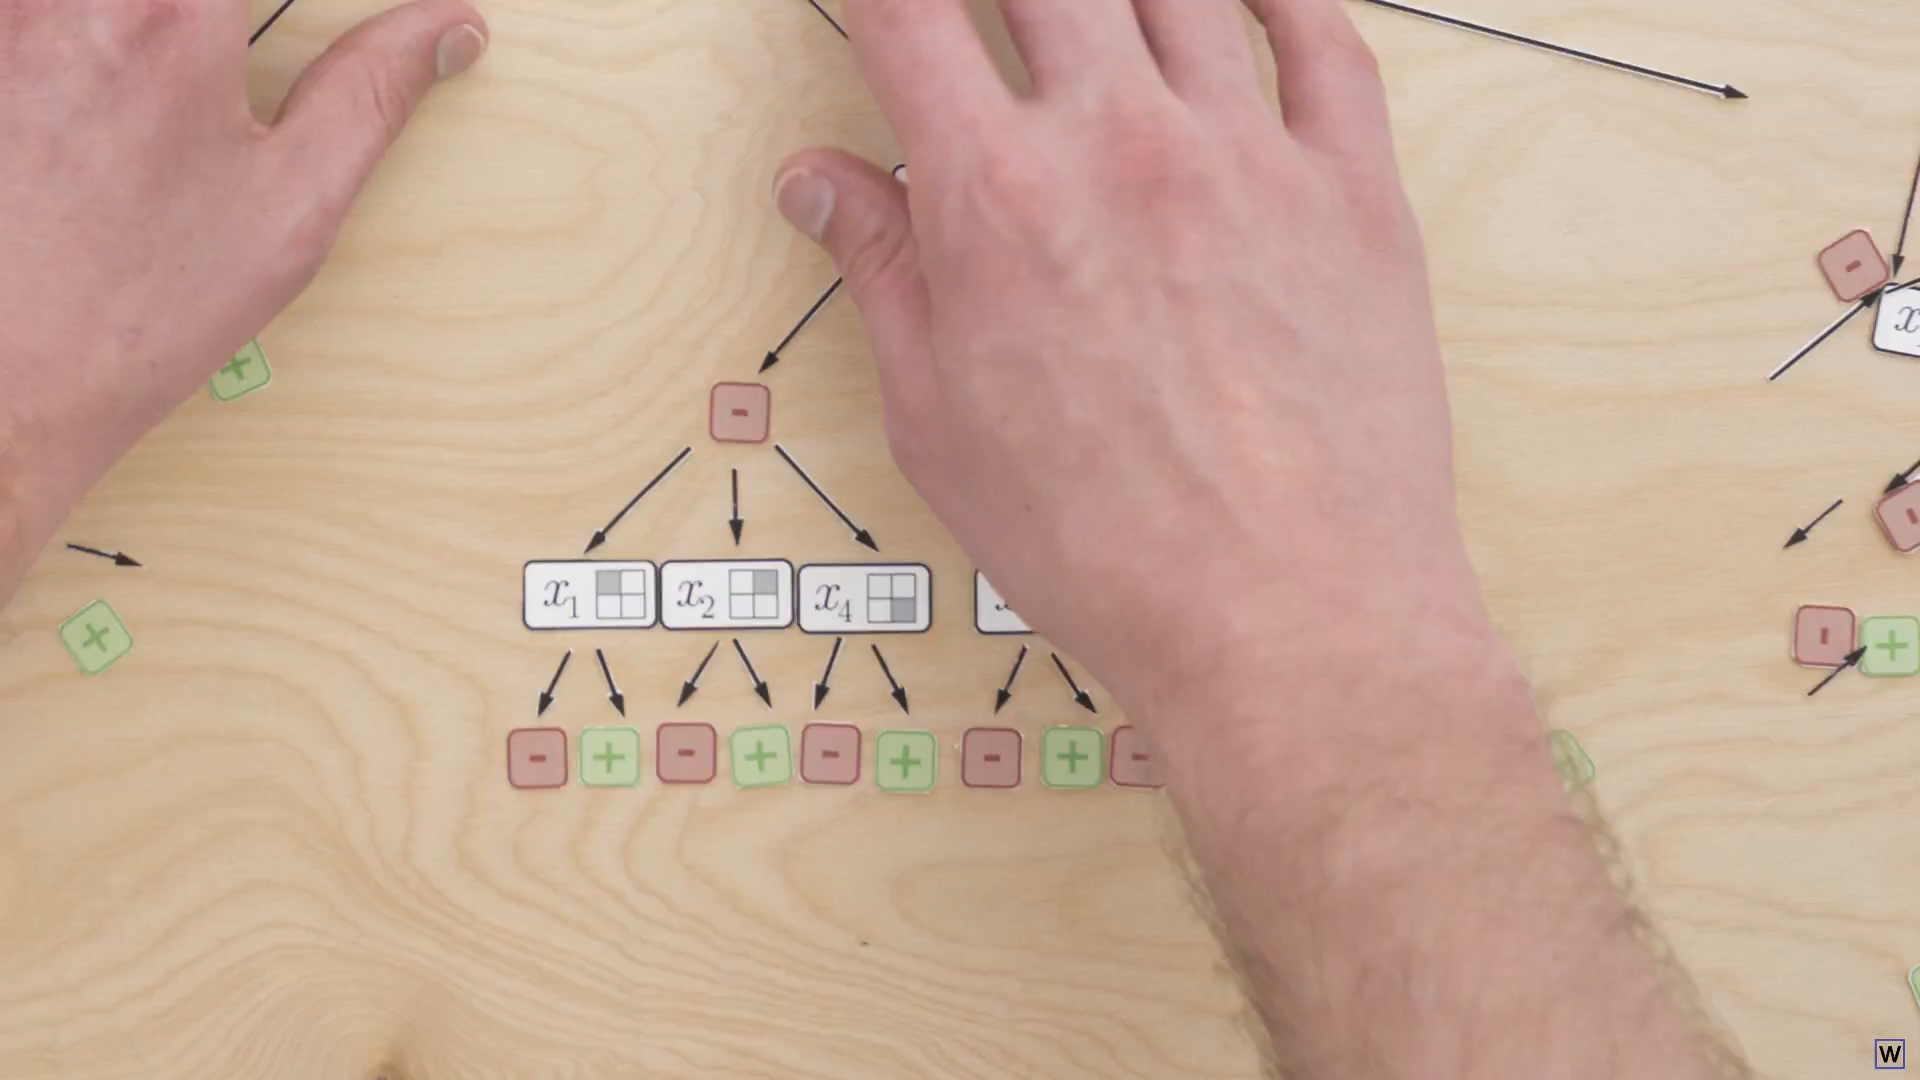 -
+
-
x
x₁ x₂ x₄
-
+
- + - + - + - + -
- +
W